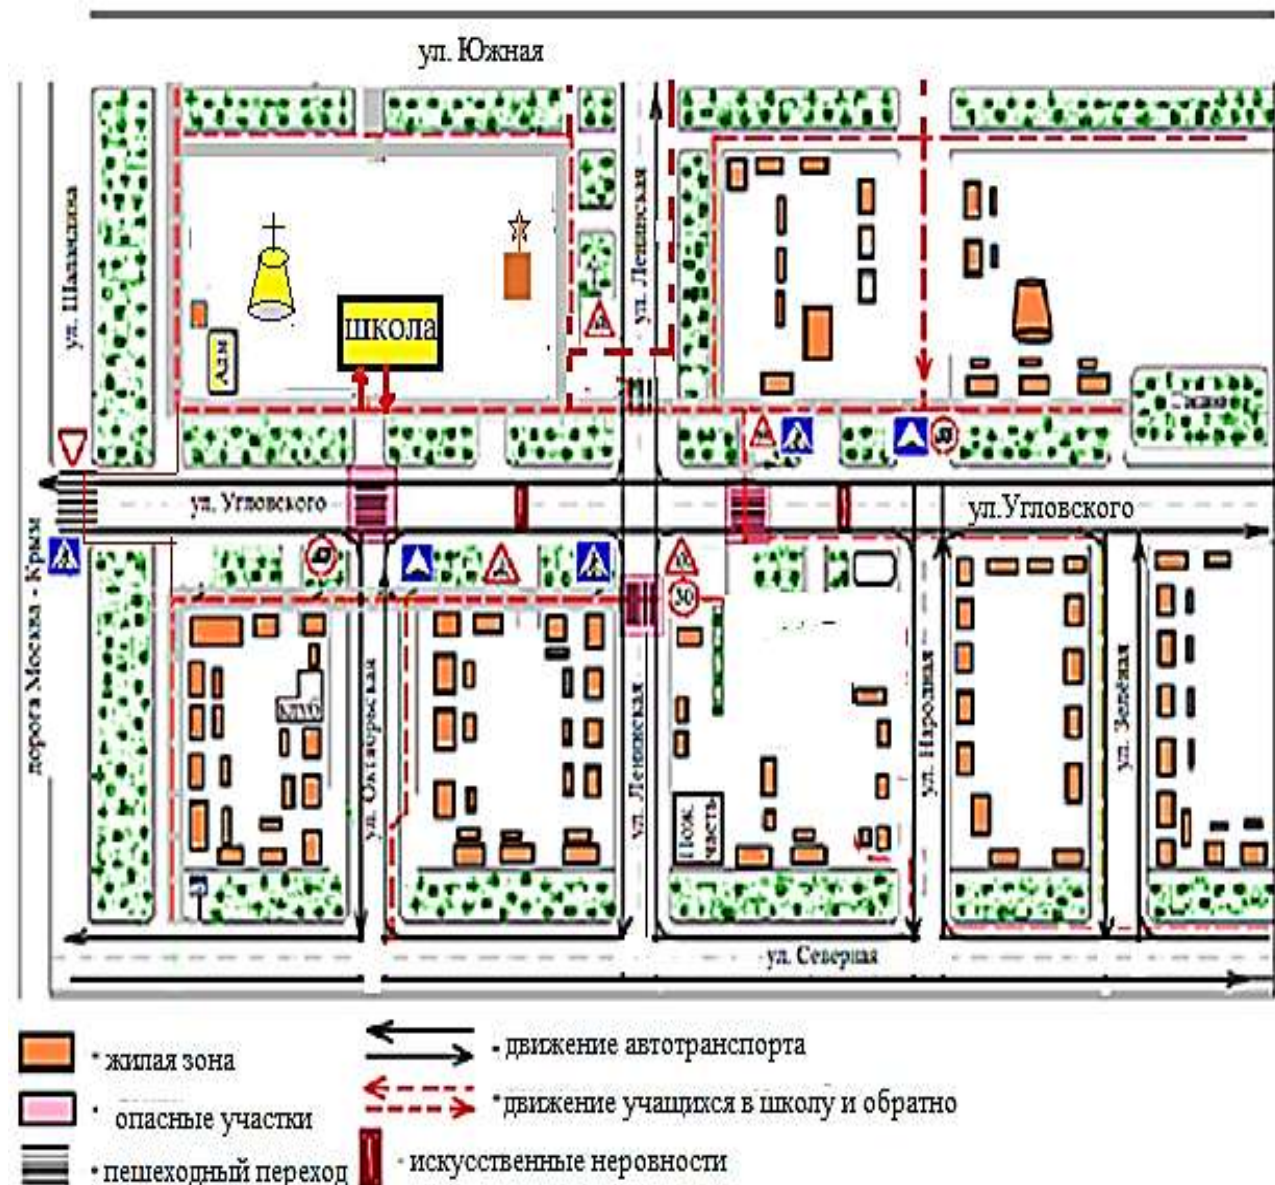 ул. Южная
ул. Шаландина
ул. Ленинская
школа
Адм
ул. Угловского
ул.Угловского
дорога Москва - Крым
30
клуб
ул. Октябрьская
ул. Ленинская
Пож.
часть
ул. Народная
ул. Зелёная
ул. Северная
жилая зона
- движение автотранспорта
опасные участки
движение учащихся в школу и обратно
пешеходный переход
- искусственные неровности